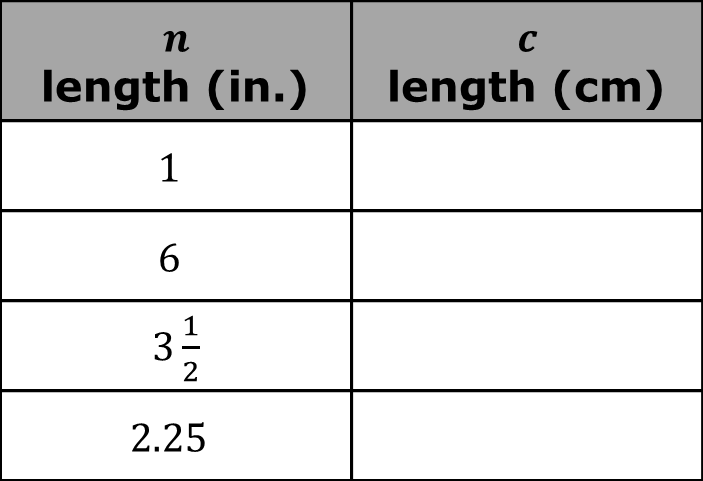 n c
length (in.) length (cm)
1
6
3 1/2
2.25